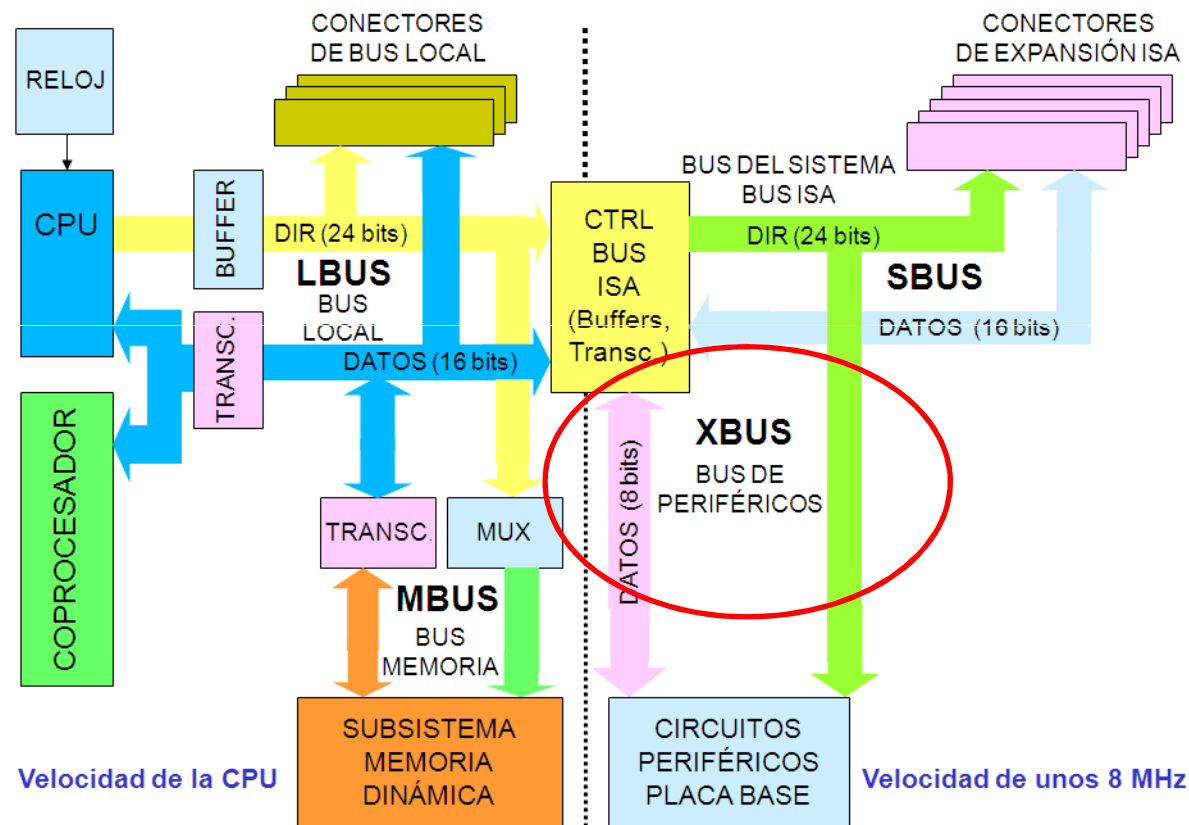 CONECTORES
DE BUS LOCAL
CONECTORES
DE EXPANSIÓN ISA
RELOJ
CPU
BUFFER
DIR (24 bits)
LBUS
BUS
LOCAL
TRANSC.
DATOS (16 bits)
CTRL
BUS
ISA
(Buffers,
Transc.)
BUS DEL SISTEMA
BUS ISA
DIR (24 bits)
SBUS
DATOS (16 bits)
COPROCESADOR
XBUS
BUS DE
PERIFÉRICOS
DATOS (8 bits)
TRANSC.
MUX
MBUS
BUS
MEMORIA
SUBSISTEMA
MEMORIA
DINÁMICA
CIRCUITOS
PERIFÉRICOS
PLACA BASE
Velocidad de la CPU
Velocidad de unos 8 MHz